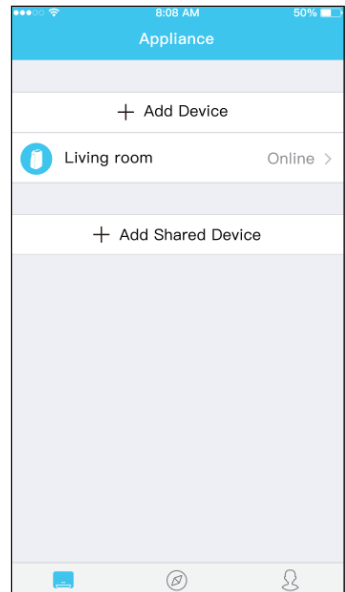 8:08 AM 50%
Appliance
+ Add Device
Living room Online >
+ Add Shared Device